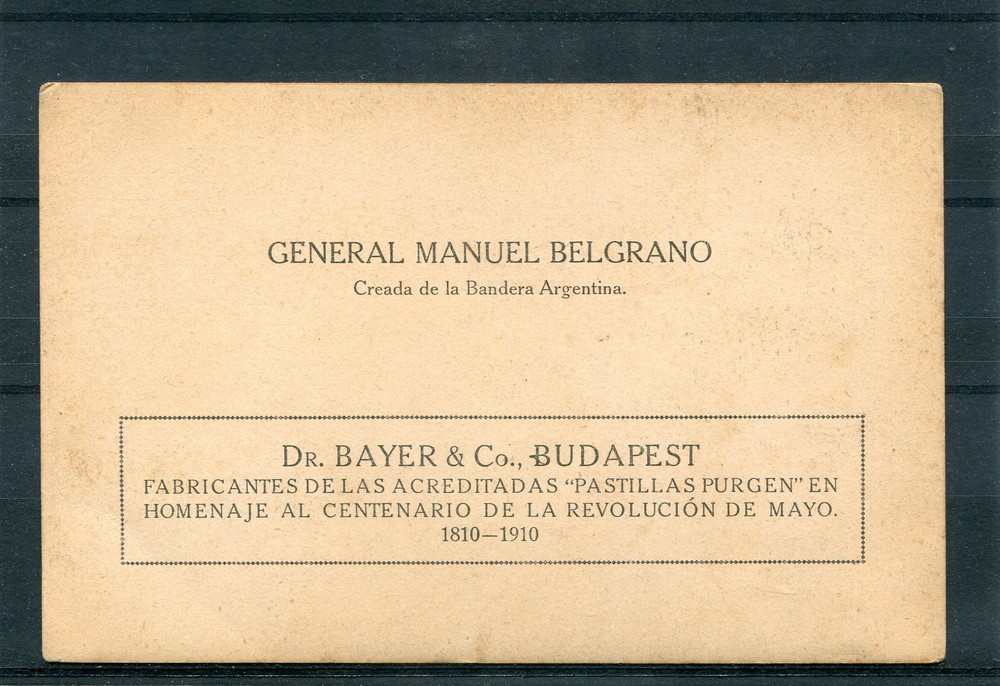 GENERAL MANUEL BELGRANO
Creada de la Bandera Argentina.
DR. BAYER & Co., BUDAPEST
FABRICANTES DE LAS ACREDITADAS “PASTILLAS PURGEN” EN
HOMENAJE AL CENTENARIO DE LA REVOLUCIÓN DE MAYO.
1810—1910